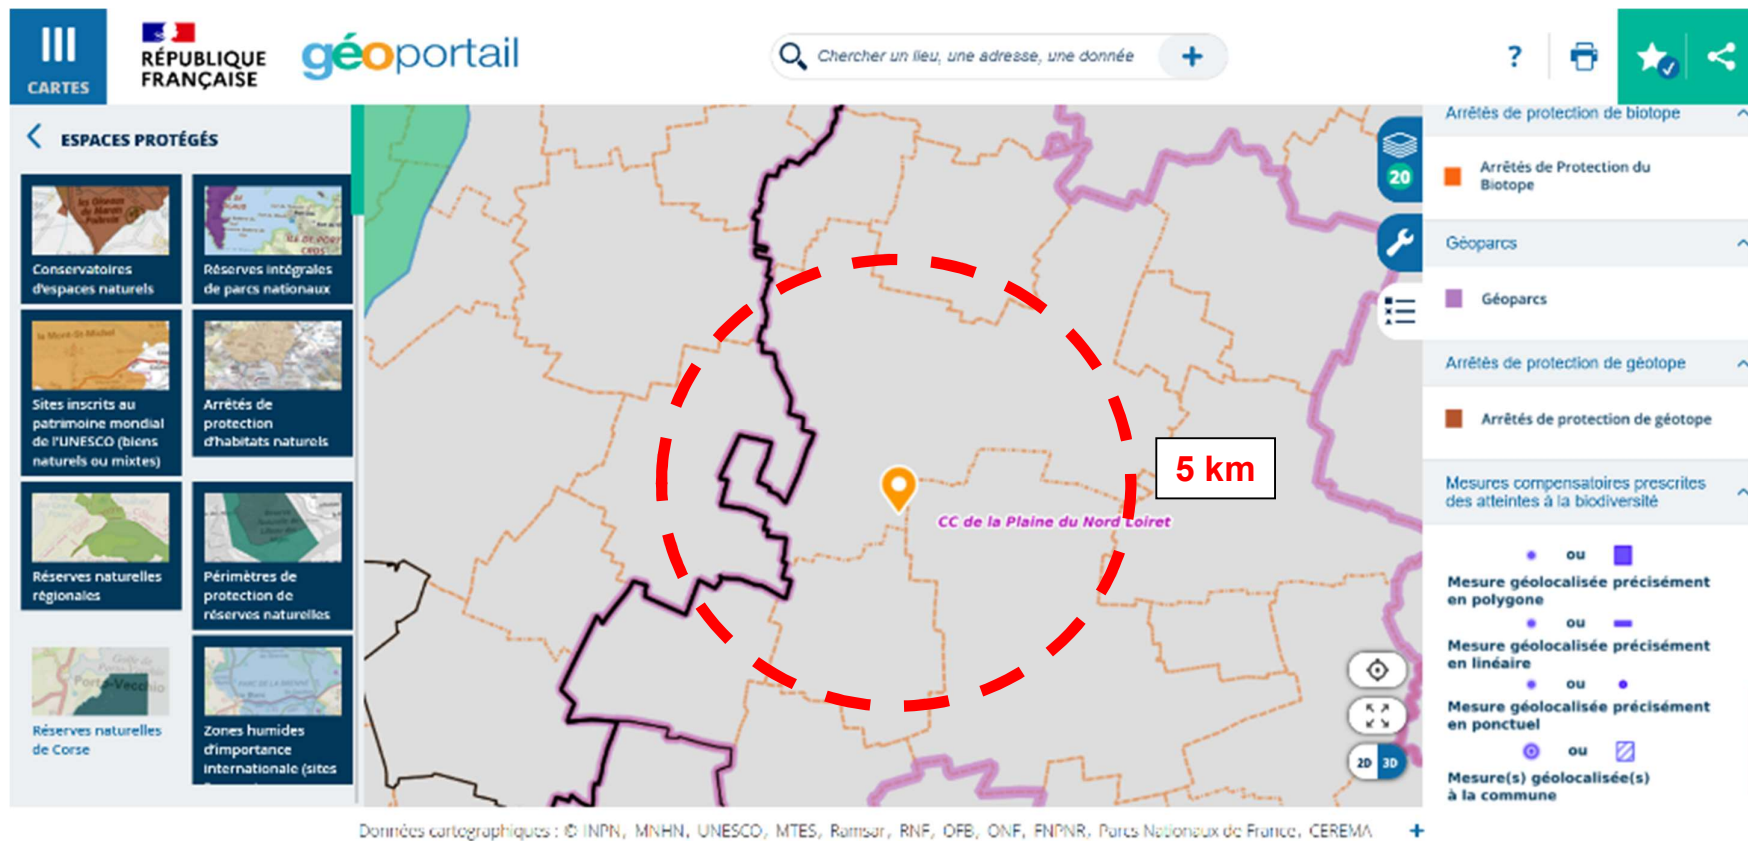 CARTES
RÉPUBLIQUE
FRANÇAISE
géoportail
Chercher un lieu, une adresse, une donnée
?
ESPACES PROTÉGÉS
Conservatoires
d'espaces naturels
Réserves intégrales
de parcs nationaux
Sites inscrits au
patrimoine mondial
de l'UNESCO (biens
naturels ou mixtes)
Arrêtés de
protection
d'habitats naturels
Réserves naturelles
régionales
Périmètres de
protection de
réserves naturelles
Porto-Vecchio
Réserves naturelles
de Corse
Zones humides
d'importance
internationale (sites
5 km
CC de la Plaine du Nord Loiret
20
2D 3D
Arrêtés de protection de biotope
Arrêtés de Protection du
Biotope
Géoparcs
Géoparcs
Arrêtés de protection de géotope
Arrêtés de protection de géotope
Mesures compensatoires prescrites
des atteintes à la biodiversité
ou
Mesure géolocalisée précisément
en polygone
ou
Mesure géolocalisée précisément
en linéaire
ou
Mesure géolocalisée précisément
en ponctuel
ou
Mesure(s) géolocalisée(s)
à la commune
Données cartographiques : © INPN, MNHN, UNESCO, MTES, Ramsar, RNF, OFB, ONF, FNPNR, Parcs Nationaux de France, CEREMA